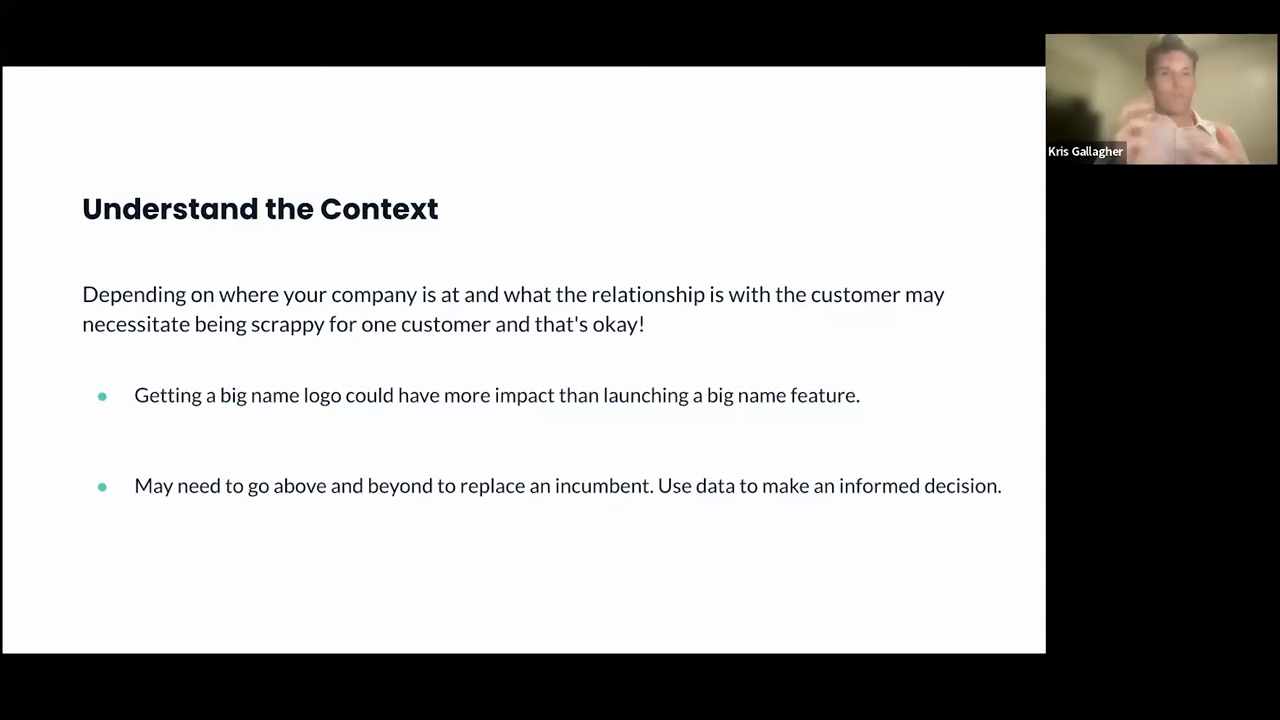 Understand the Context
Depending on where your company is at and what the relationship is with the customer may
necessitate being scrappy for one customer and that's okay!
Getting a big name logo could have more impact than launching a big name feature.
May need to go above and beyond to replace an incumbent. Use data to make an informed decision.
Kris Gallagher